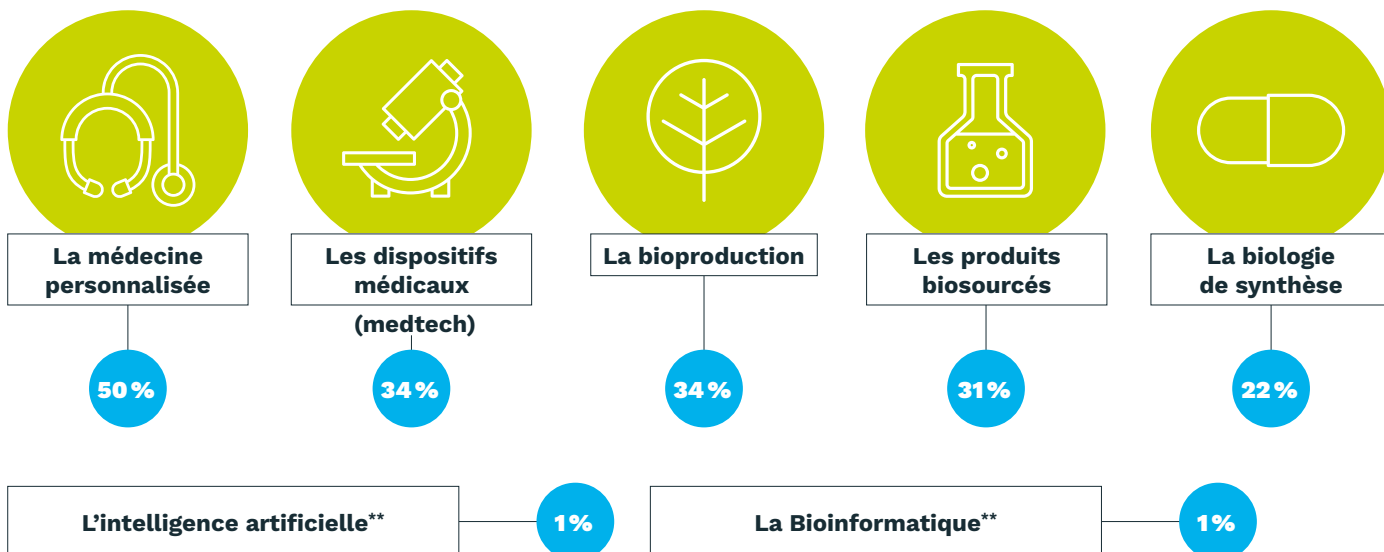 La médecine
personnalisée
50 %
Les dispositifs
médicaux
(medtech)
34 %
La bioproduction
34 %
Les produits
biosourcés
31%
La biologie
de synthèse
22 %
L’intelligence artificielle**
1%
La Bioinformatique**
1%